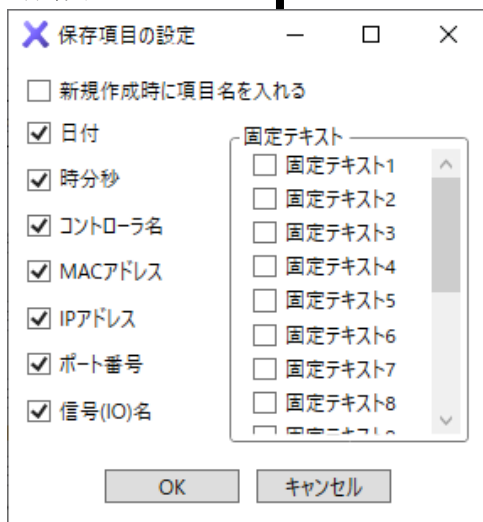 保存項目の設定
新規作成時に項目名を入れる
日付
時分秒
コントローラ名
MACアドレス
IPアドレス
ポート番号
信号(IO)名
固定テキスト
固定テキスト1
固定テキスト2
固定テキスト3
固定テキスト4
固定テキスト5
固定テキスト6
固定テキスト7
固定テキスト8
OK
キャンセル